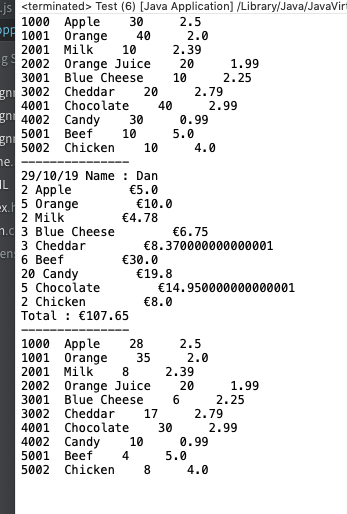 <terminated> Test (6) [Java Application] /Library/Java/JavaVirt
1000 Apple 30 2.5
1001 Orange 40 2.0
2001 Milk 10 2.39
2002 Orange Juice 20 1.99
3001 Blue Cheese 10 2.25
3002 Cheddar 20 2.79
4001 Chocolate 40 2.99
4002 Candy 30 0.99
5001 Beef 10 5.0
5002 Chicken 10 4.0
---------------
29/10/19 Name : Dan
2 Apple €5.0
5 Orange €10.0
2 Milk €4.78
3 Blue Cheese €6.75
3 Cheddar €8.370000000000001
6 Beef €30.0
20 Candy €19.8
5 Chocolate €14.950000000000001
2 Chicken €8.0
Total : €107.65
---------------
1000 Apple 28 2.5
1001 Orange 35 2.0
2001 Milk 8 2.39
2002 Orange Juice 20 1.99
3001 Blue Cheese 6 2.25
3002 Cheddar 17 2.79
4001 Chocolate 30 2.99
4002 Candy 10 0.99
5001 Beef 4 5.0
5002 Chicken 8 4.0